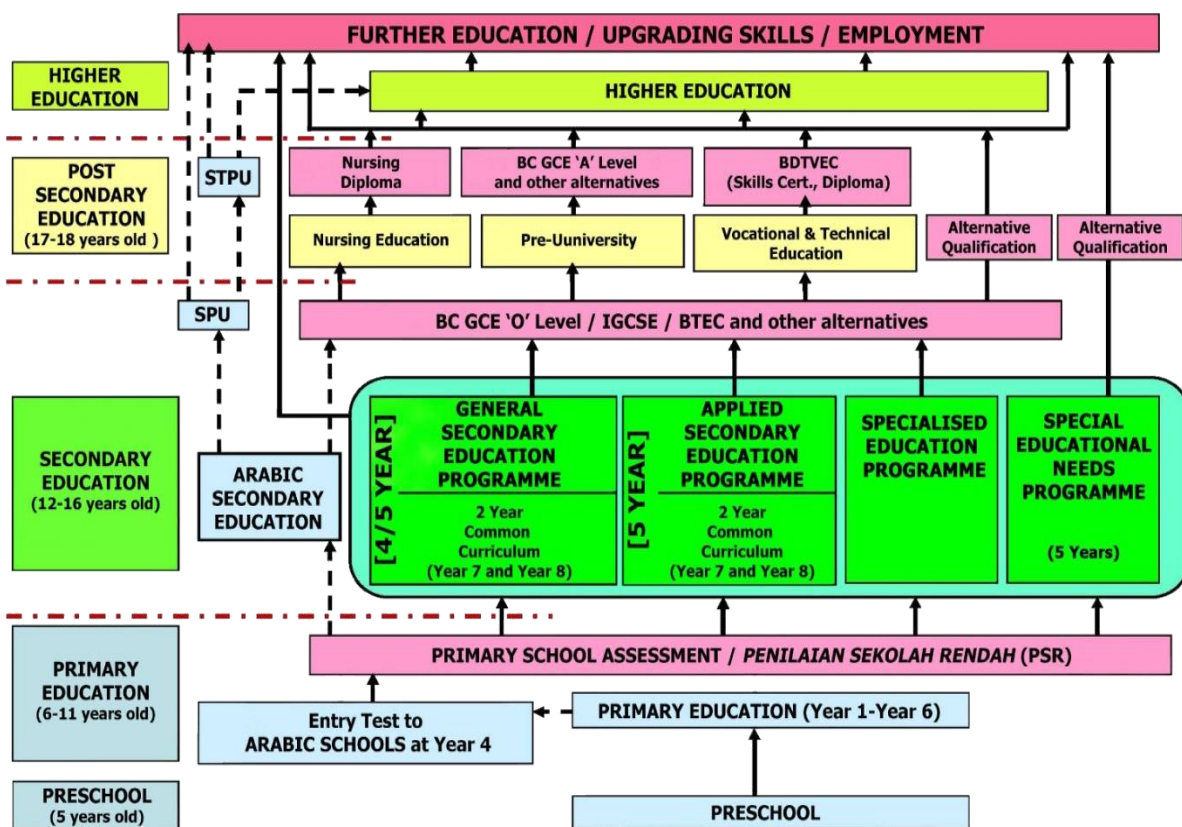 FURTHER EDUCATION / UPGRADING SKILLS / EMPLOYMENT
HIGHER
EDUCATION
HIGHER EDUCATION
POST
SECONDARY
EDUCATION
(17-18 years old )
STPU
Nursing
Diploma
BC GCE ‘A’ Level
and other alternatives
BDTVEC
(Skills Cert., Diploma)
Nursing Education
Pre-Uuniversity
Vocational & Technical
Education
Alternative
Qualification
Alternative
Qualification
SPU
BC GCE ‘O’ Level / IGCSE / BTEC and other alternatives
SECONDARY
EDUCATION
(12-16 years old)
ARABIC
SECONDARY
EDUCATION
[4/5 YEAR]
GENERAL
SECONDARY
EDUCATION
PROGRAMME
2 Year
Common
Curriculum
(Year 7 and Year 8)
[5 YEAR]
APPLIED
SECONDARY
EDUCATION
PROGRAMME
2 Year
Common
Curriculum
(Year 7 and Year 8)
SPECIALISED
EDUCATION
PROGRAMME
SPECIAL
EDUCATIONAL
NEEDS
PROGRAMME
(5 Years)
PRIMARY
EDUCATION
(6-11 years old)
PRIMARY SCHOOL ASSESSMENT / PENILAIAN SEKOLAH RENDAH (PSR)
Entry Test to
ARABIC SCHOOLS at Year 4
PRIMARY EDUCATION (Year 1-Year 6)
PRESCHOOL
(5 years old)
PRESCHOOL